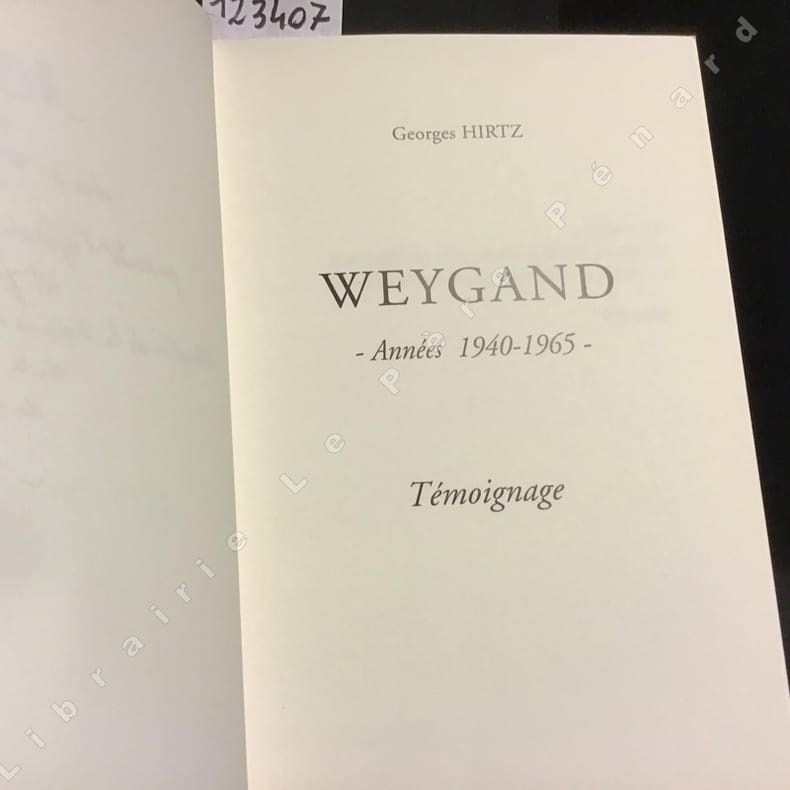 123407
Georges HIRTZ
WEYGAND
- Années 1940-1965 -
Témoignage
Librairie Le Père Pénard